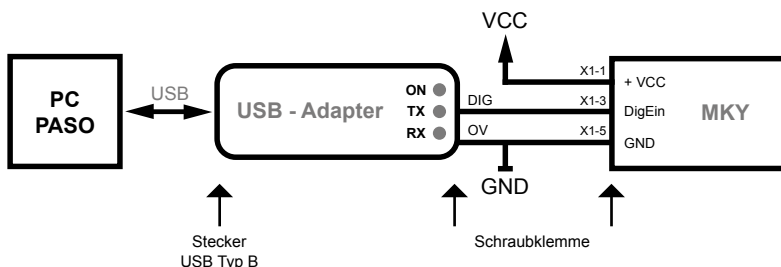 VCC
PC
PASO
USB
USB - Adapter
ON
TX
RX
DIG
OV
GND
X1-1
X1-3
X1-5
+ VCC
DigEin
GND
MKY
Stecker
USB Typ B
Schraubklemme